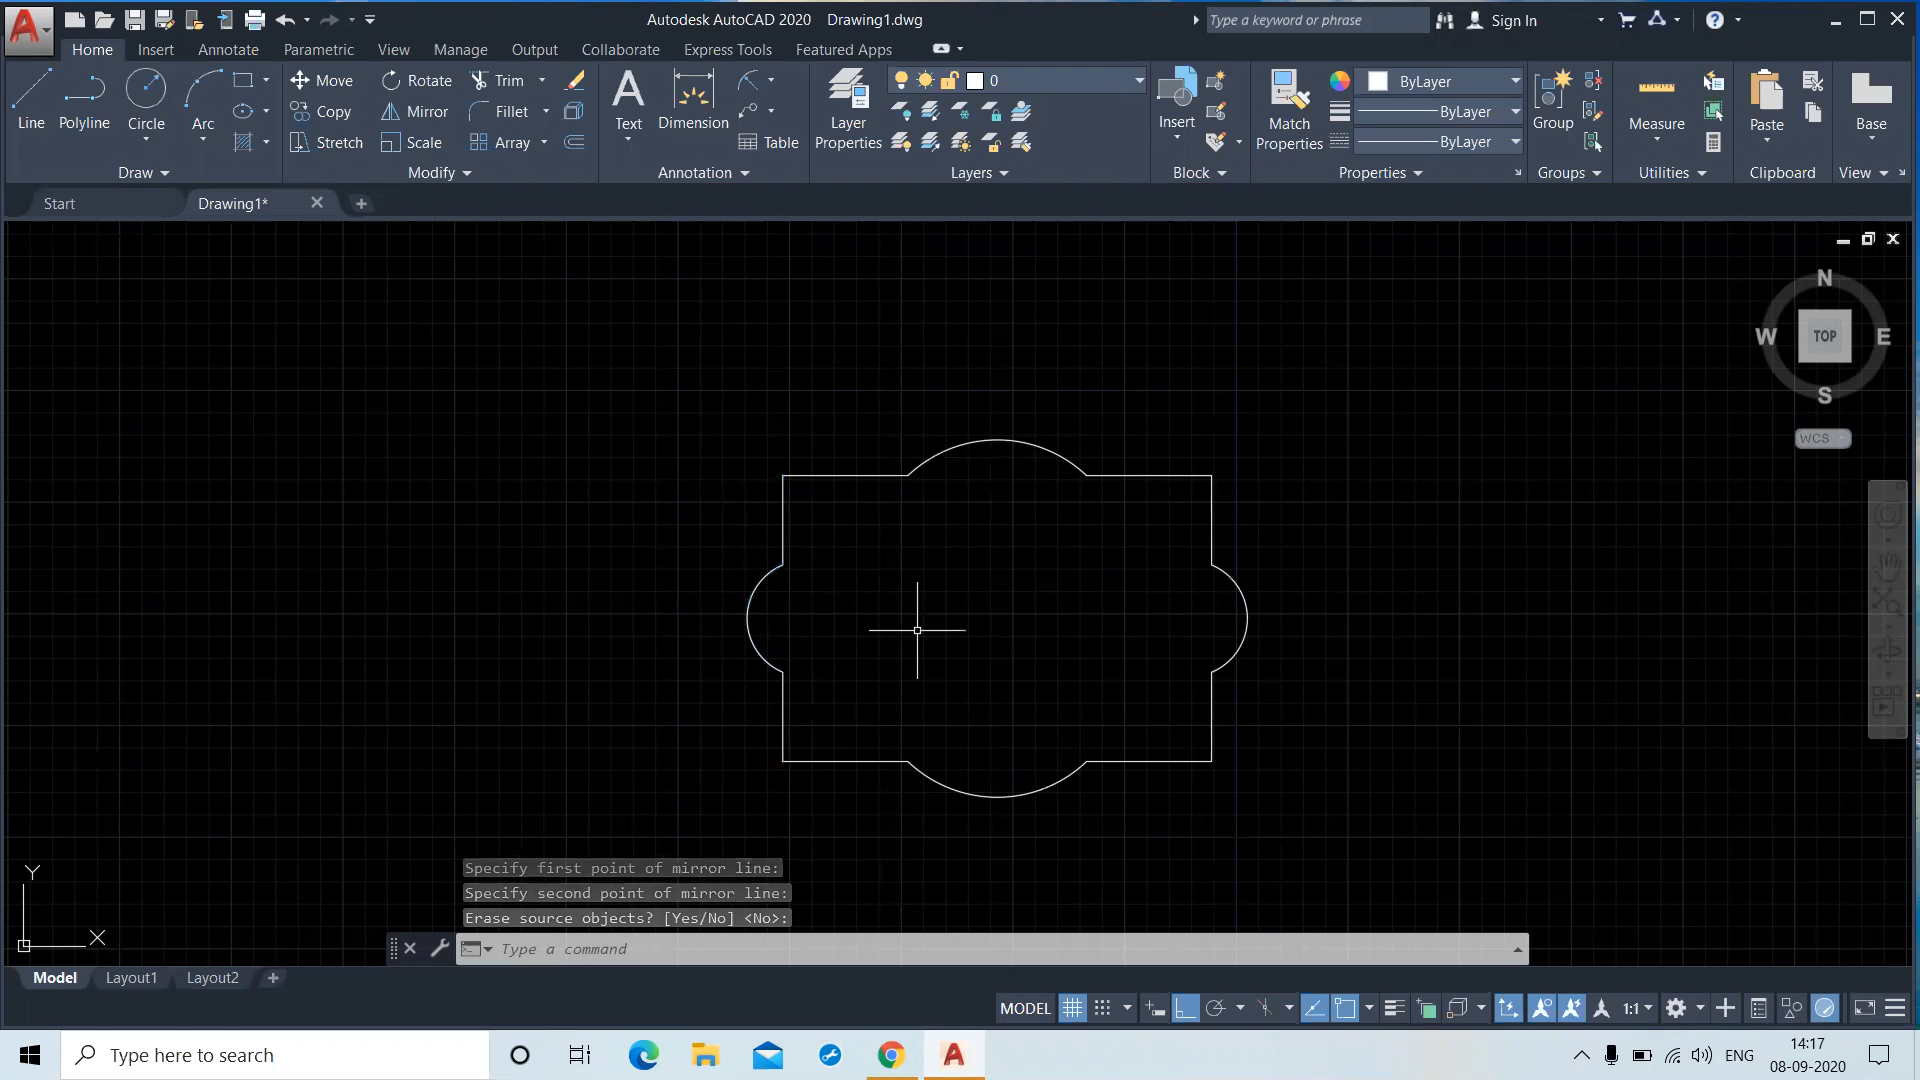 Autodesk AutoCAD 2020 Drawing1.dwg
Type a keyword or phrase
Sign In
Home Insert Annotate Parametric View Manage Output Collaborate Express Tools Featured Apps
Line Polyline Circle Arc
Move Rotate Trim
Copy Mirror Fillet
Stretch Scale Array
Text Dimension
Table
Layer
Properties
0
Insert
Match
Properties
ByLayer
ByLayer
ByLayer
Group
Measure
Paste
Base
Draw Modify Annotation Layers Block Properties Groups Utilities Clipboard View
Start Drawing1*
N
W TOP E
S
WCS
Y
X
Specify first point of mirror line:
Specify second point of mirror line:
Erase source objects? [Yes/No] <No>:
Type a command
Model Layout1 Layout2
MODEL 1:1
Type here to search
ENG
14:17
08-09-2020